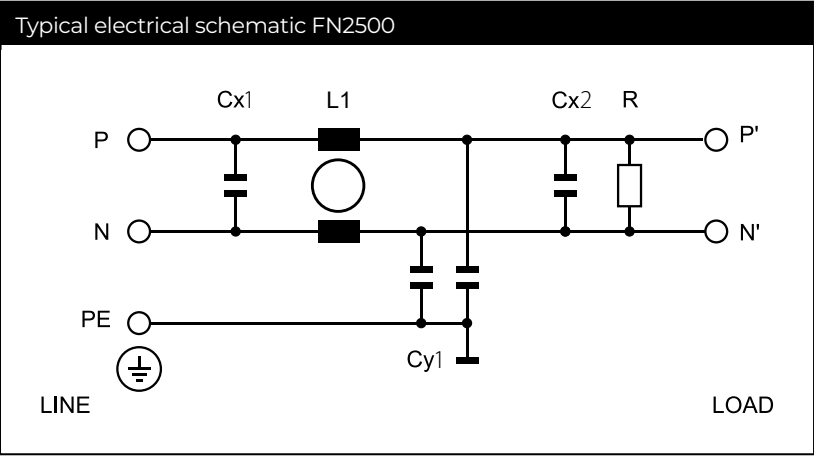 Typical electrical schematic FN2500
Cx1 L1 Cx2 R
P P'
N N'
PE
Cy1
LINE LOAD